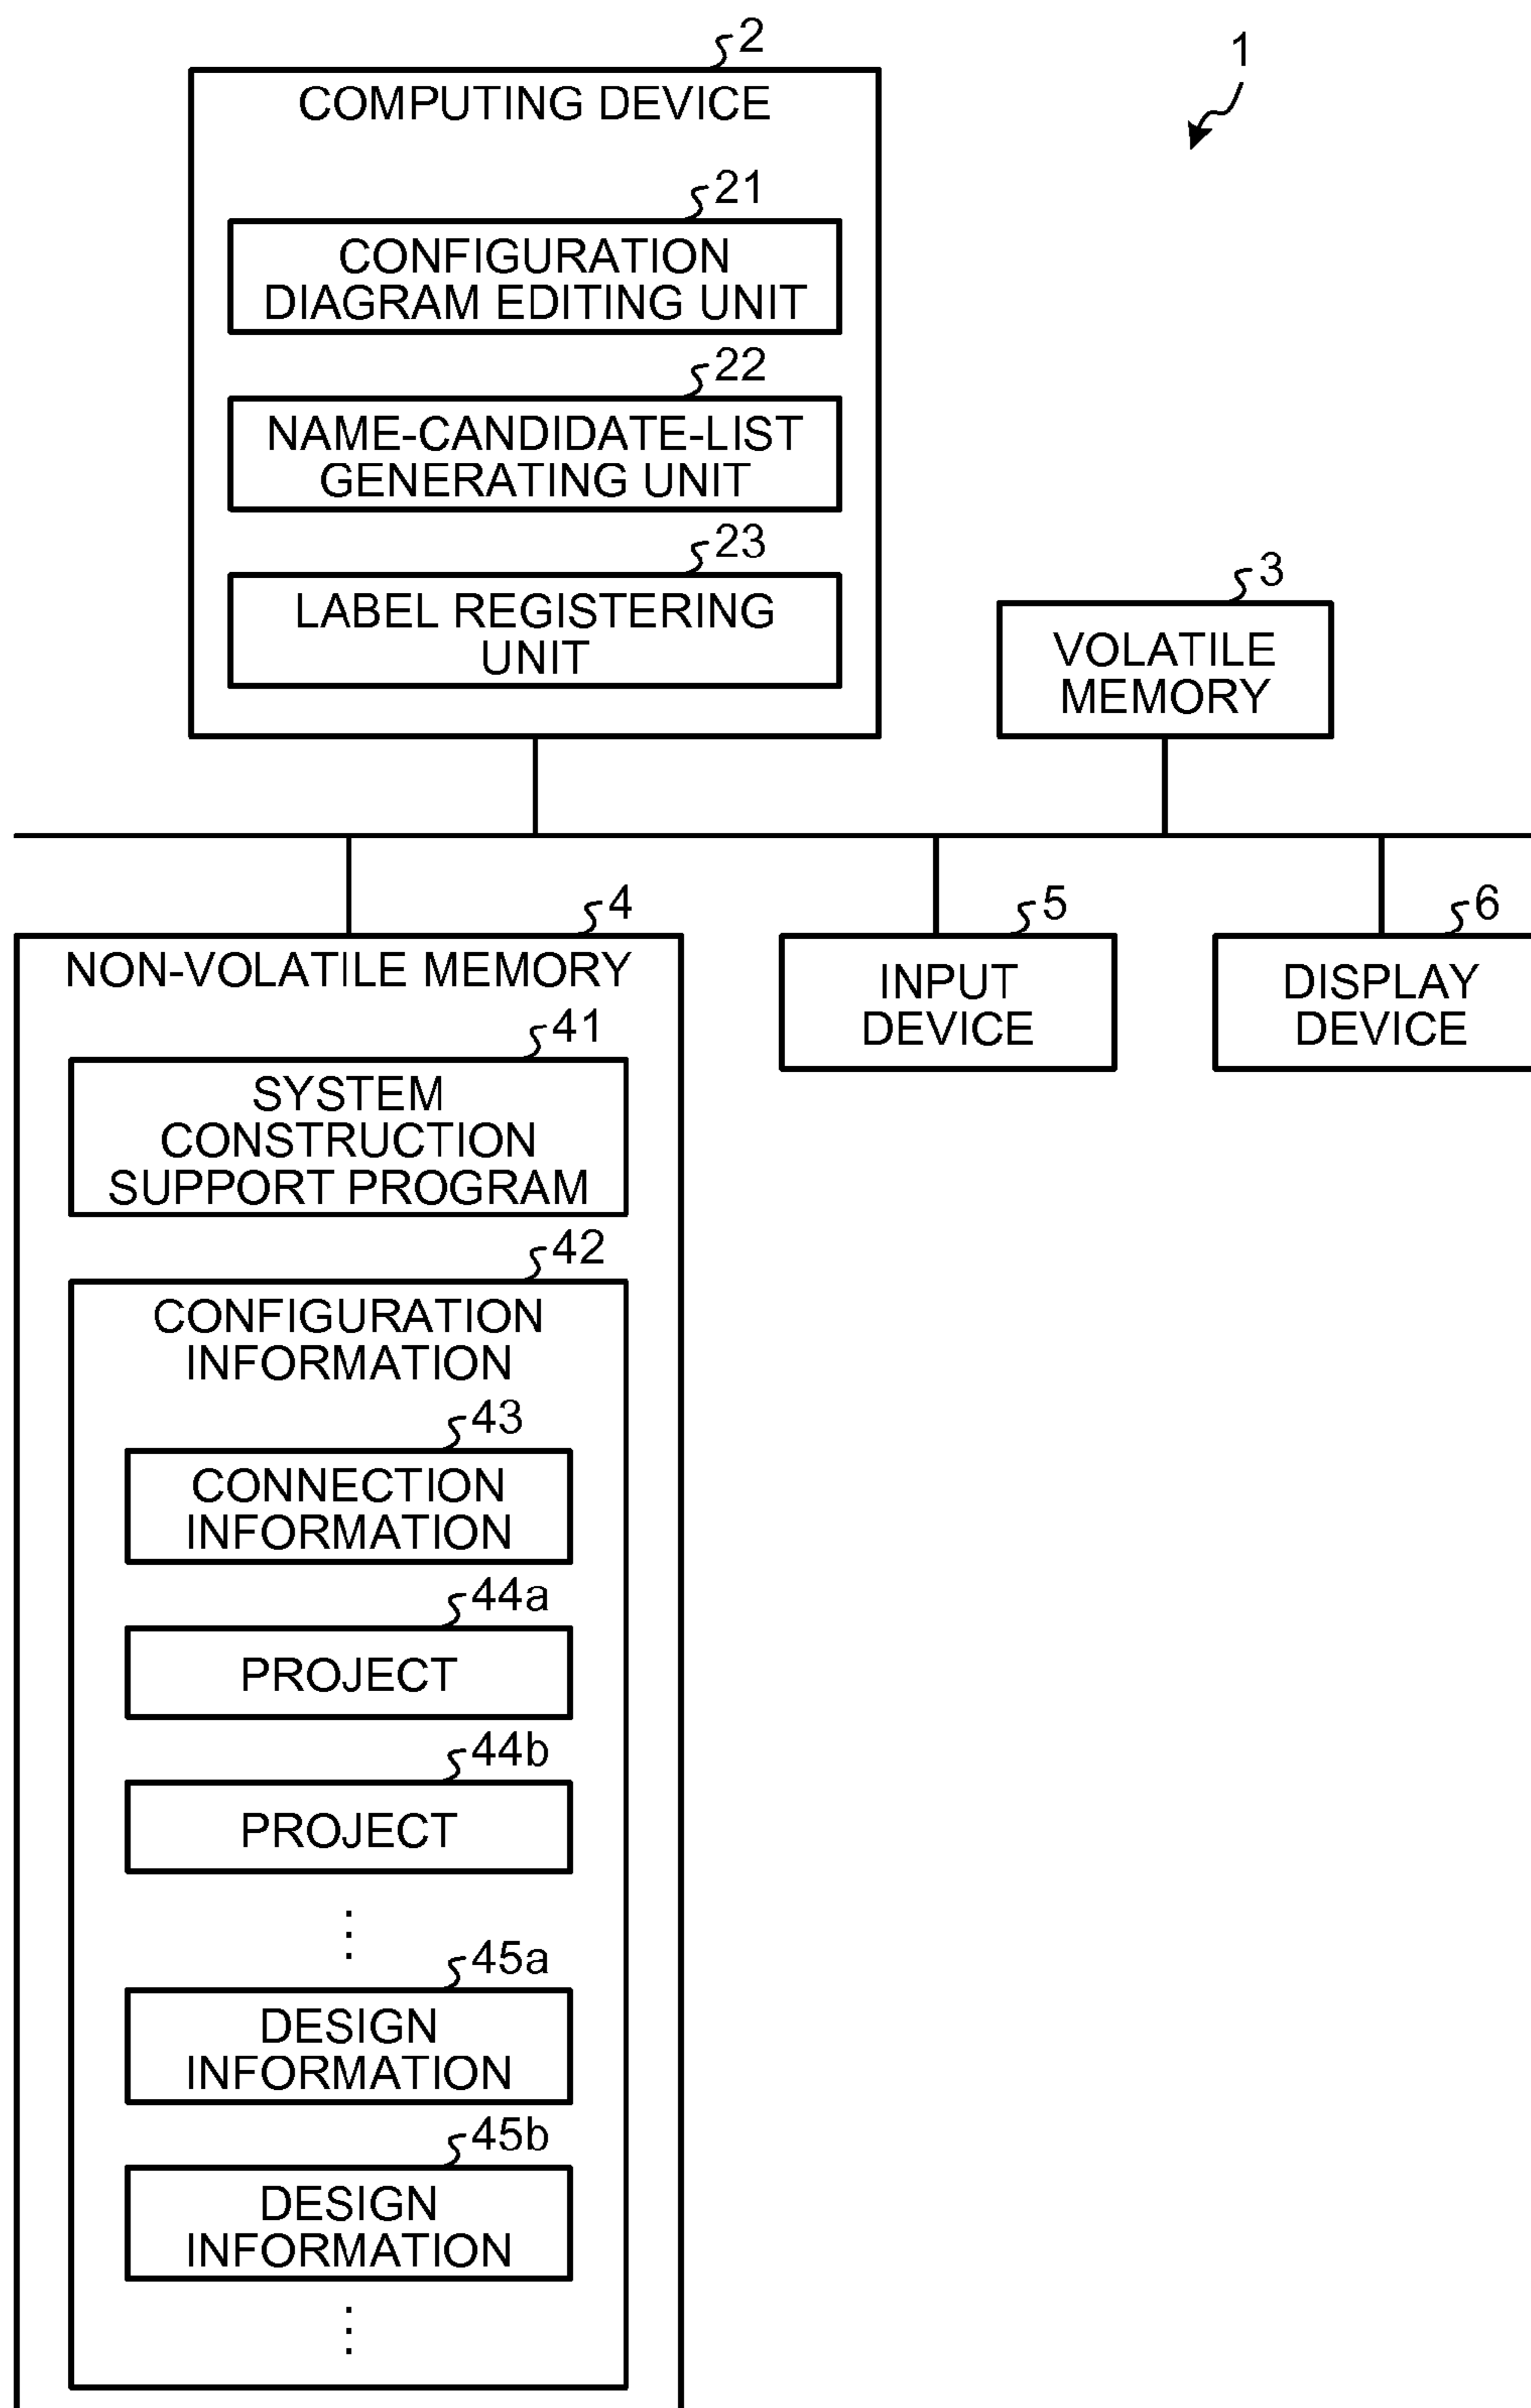 2
1
COMPUTING DEVICE
21
CONFIGURATION
DIAGRAM EDITING UNIT
22
NAME-CANDIDATE-LIST
GENERATING UNIT
23
LABEL REGISTERING
UNIT
3
VOLATILE
MEMORY
4
NON-VOLATILE MEMORY
5
INPUT
DEVICE
6
DISPLAY
DEVICE
41
SYSTEM
CONSTRUCTION
SUPPORT PROGRAM
42
CONFIGURATION
INFORMATION
43
CONNECTION
INFORMATION
44a
PROJECT
44b
PROJECT
45a
DESIGN
INFORMATION
45b
DESIGN
INFORMATION